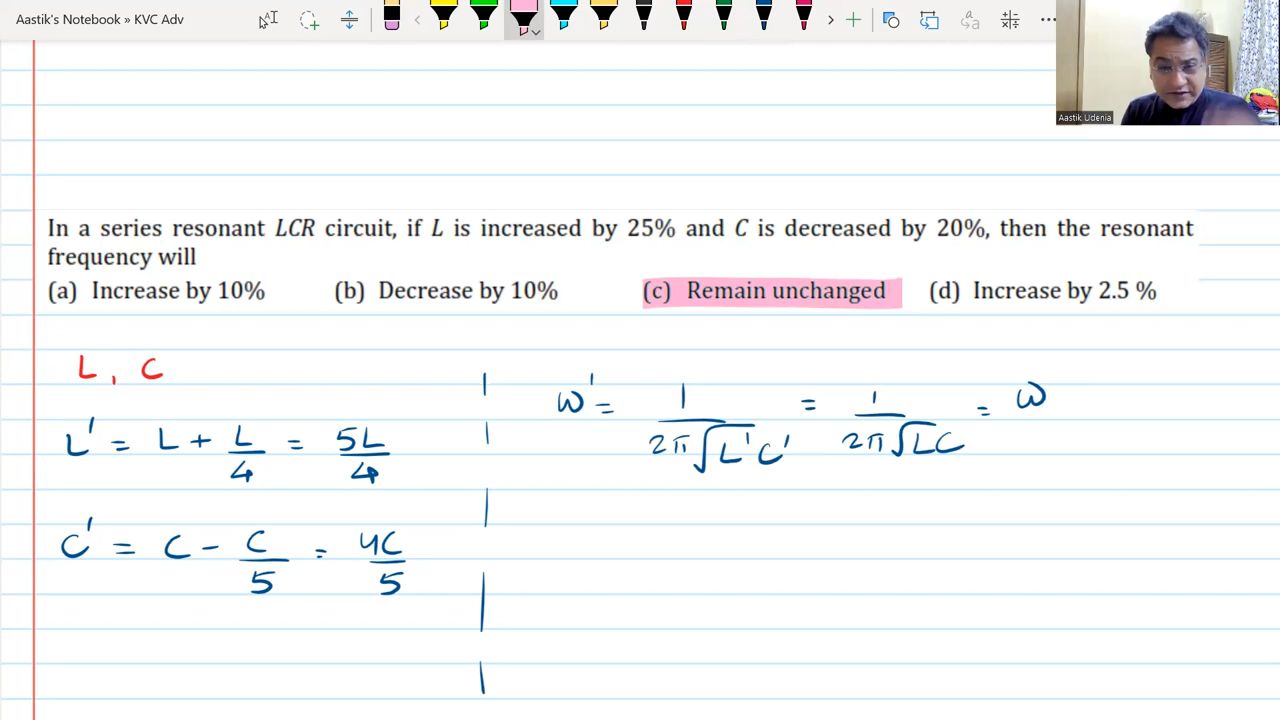 Aastik's Notebook » KVC Adv
Aastik Udenia
In a series resonant LCR circuit, if L is increased by 25% and C is decreased by 20%, then the resonant
frequency will
(a) Increase by 10% (b) Decrease by 10% (c) Remain unchanged (d) Increase by 2.5 %
L, C
L' = L + L/4 = 5L/4
C' = C - C/5 = 4C/5
ω' = 1/2π√L'C' = 1/2π√LC = ω